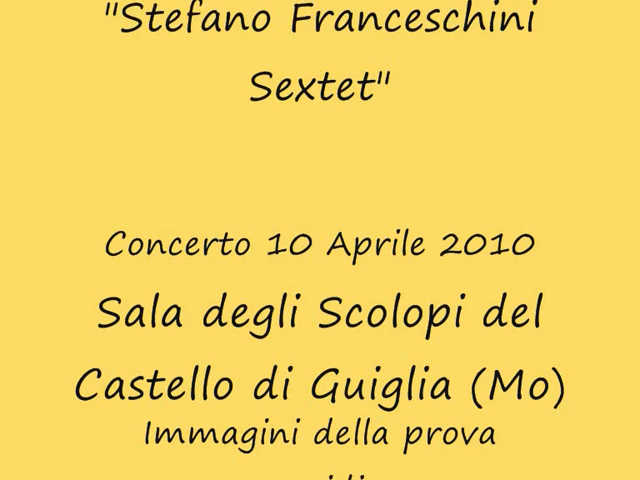 "Stefano Franceschini
Sextet"
Concerto 10 Aprile 2010
Sala degli Scolopi del
Castello di Guiglia (Mo)
Immagini della prova